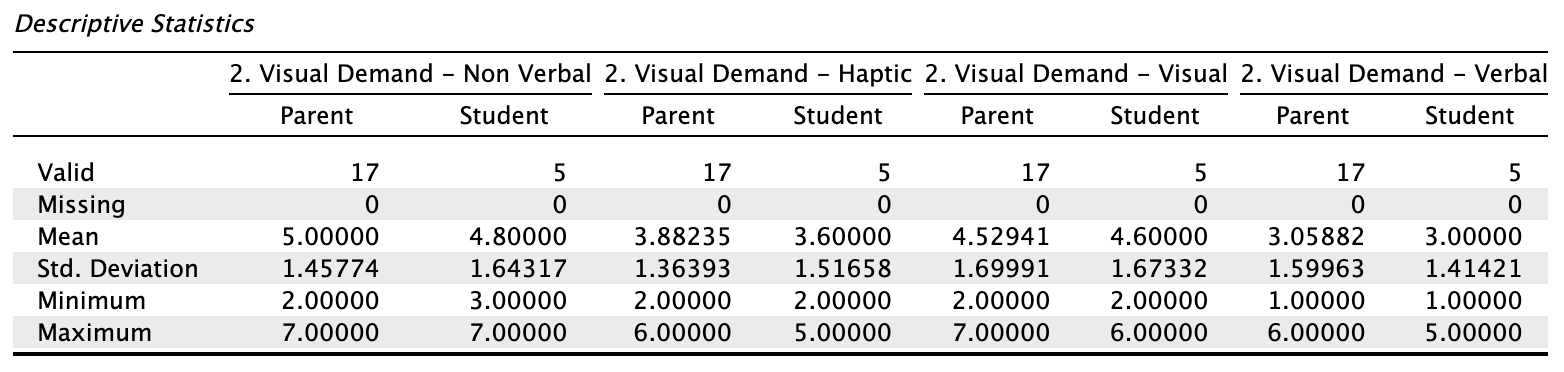 Descriptive Statistics
2. Visual Demand – Non Verbal 2. Visual Demand – Haptic 2. Visual Demand – Visual 2. Visual Demand – Verbal
Parent Student Parent Student Parent Student Parent Student
Valid 17 5 17 5 17 5 17 5
Missing 0 0 0 0 0 0 0 0
Mean 5.00000 4.80000 3.88235 3.60000 4.52941 4.60000 3.05882 3.00000
Std. Deviation 1.45774 1.64317 1.36393 1.51658 1.69991 1.67332 1.59963 1.41421
Minimum 2.00000 3.00000 2.00000 2.00000 2.00000 2.00000 1.00000 1.00000
Maximum 7.00000 7.00000 6.00000 5.00000 7.00000 6.00000 6.00000 5.00000